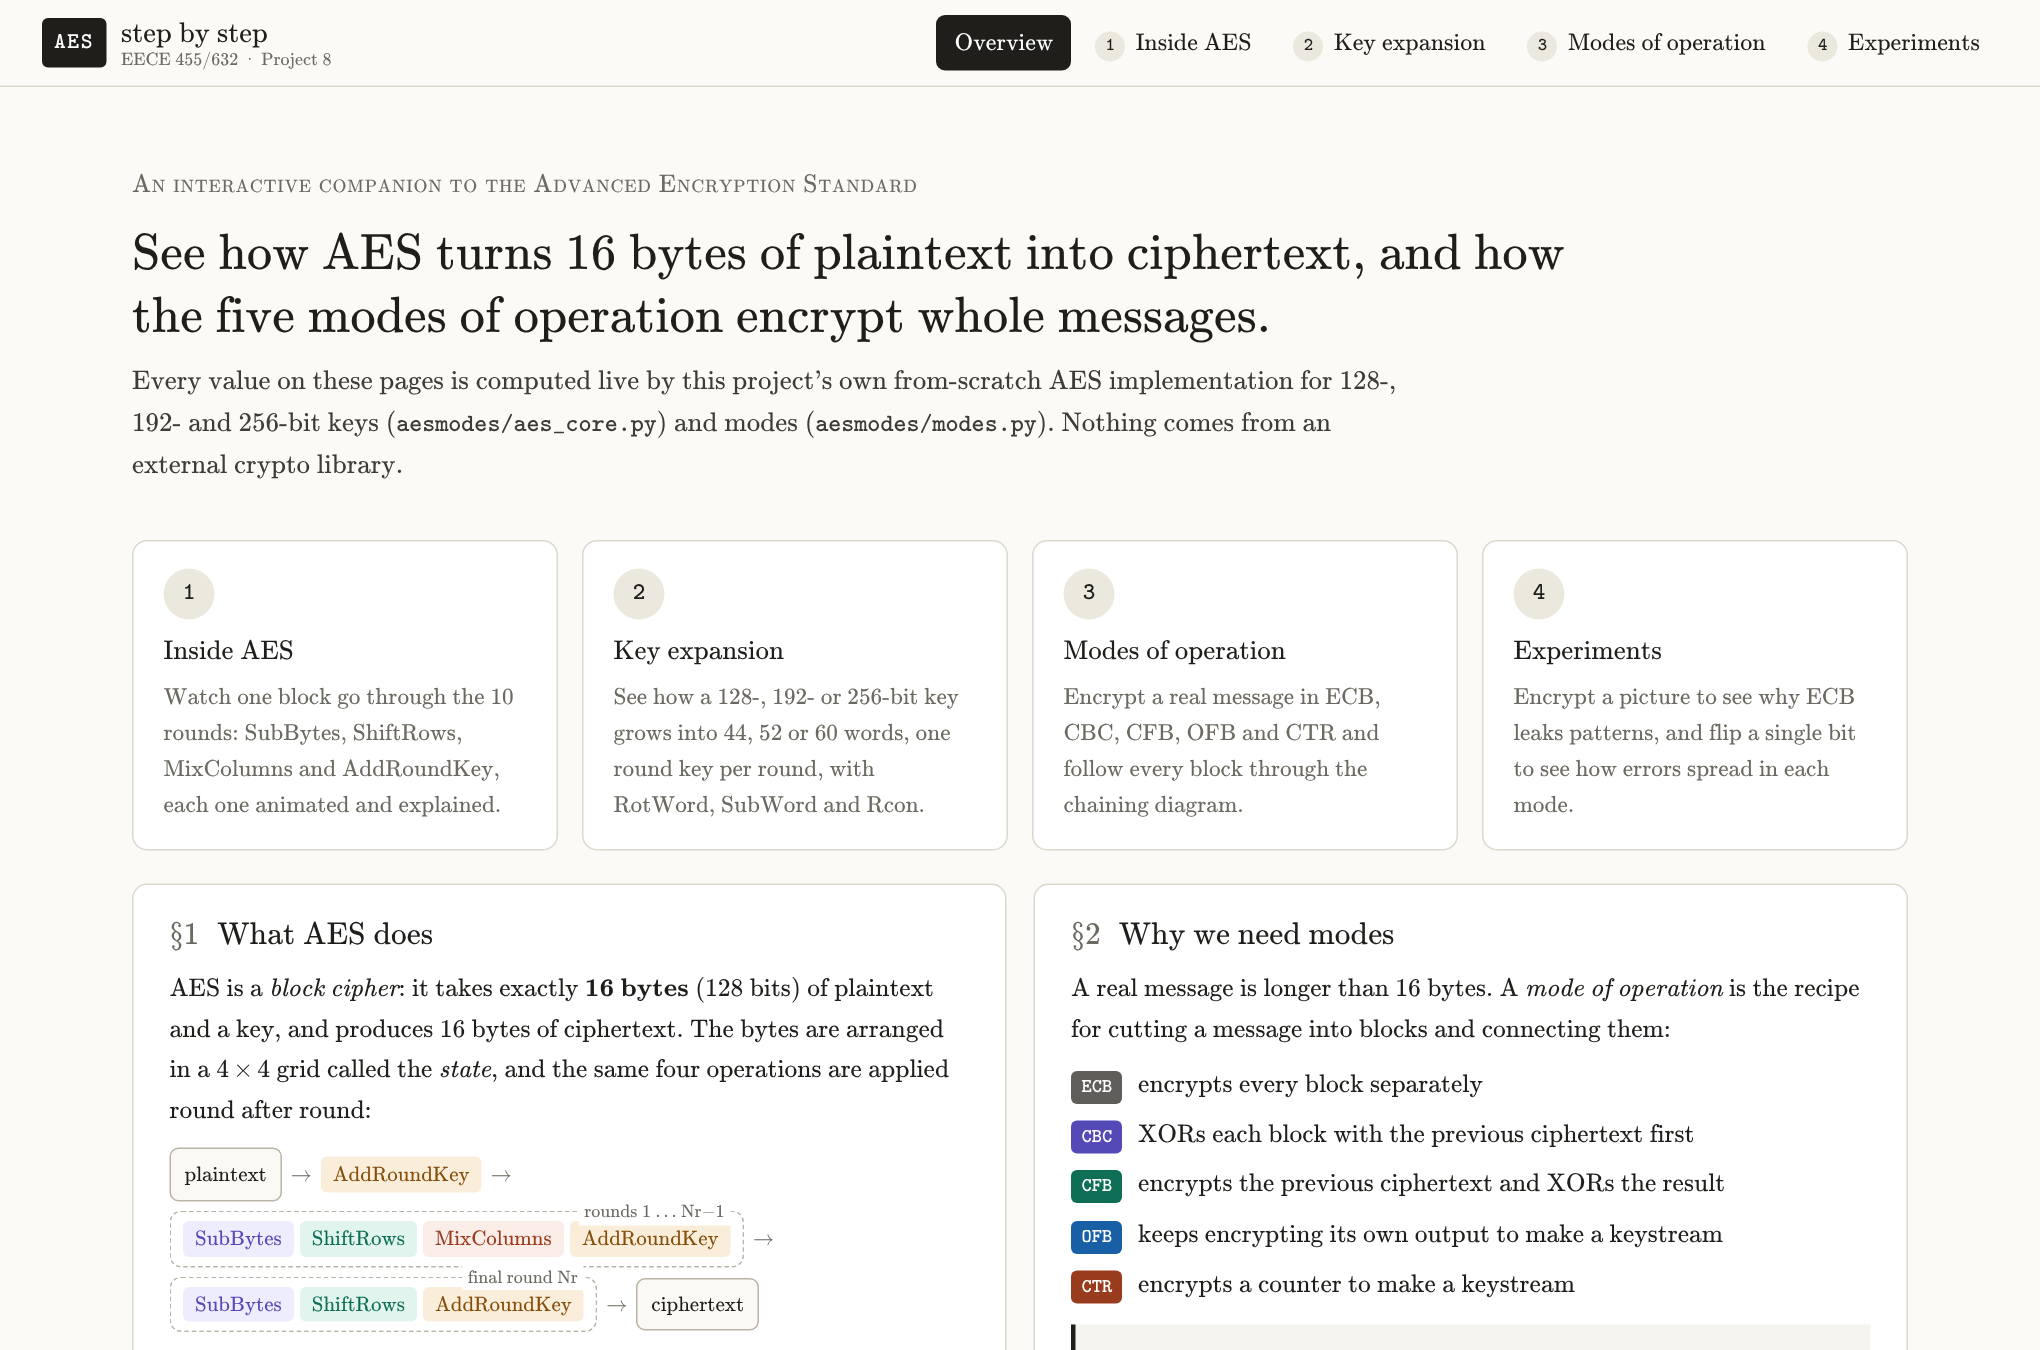 AES step by step
EECE 455/632 · Project 8
Overview 1 Inside AES 2 Key expansion 3 Modes of operation 4 Experiments
An interactive companion to the Advanced Encryption Standard
See how AES turns 16 bytes of plaintext into ciphertext, and how
the five modes of operation encrypt whole messages.
Every value on these pages is computed live by this project’s own from-scratch AES implementation for 128-,
192- and 256-bit keys (aesmodes/aes_core.py) and modes (aesmodes/modes.py). Nothing comes from an
external crypto library.
1
Inside AES
Watch one block go through the 10
rounds: SubBytes, ShiftRows,
MixColumns and AddRoundKey,
each one animated and explained.
2
Key expansion
See how a 128-, 192- or 256-bit key
grows into 44, 52 or 60 words, one
round key per round, with
RotWord, SubWord and Rcon.
3
Modes of operation
Encrypt a real message in ECB,
CBC, CFB, OFB and CTR and
follow every block through the
chaining diagram.
4
Experiments
Encrypt a picture to see why ECB
leaks patterns, and flip a single bit
to see how errors spread in each
mode.
§1 What AES does
AES is a block cipher: it takes exactly 16 bytes (128 bits) of plaintext
and a key, and produces 16 bytes of ciphertext. The bytes are arranged
in a 4 × 4 grid called the state, and the same four operations are applied
round after round:
plaintext → AddRoundKey →
rounds 1 … Nr−1
SubBytes ShiftRows MixColumns AddRoundKey →
final round Nr
SubBytes ShiftRows AddRoundKey → ciphertext
§2 Why we need modes
A real message is longer than 16 bytes. A mode of operation is the recipe
for cutting a message into blocks and connecting them:
ECB encrypts every block separately
CBC XORs each block with the previous ciphertext first
CFB encrypts the previous ciphertext and XORs the result
OFB keeps encrypting its own output to make a keystream
CTR encrypts a counter to make a keystream